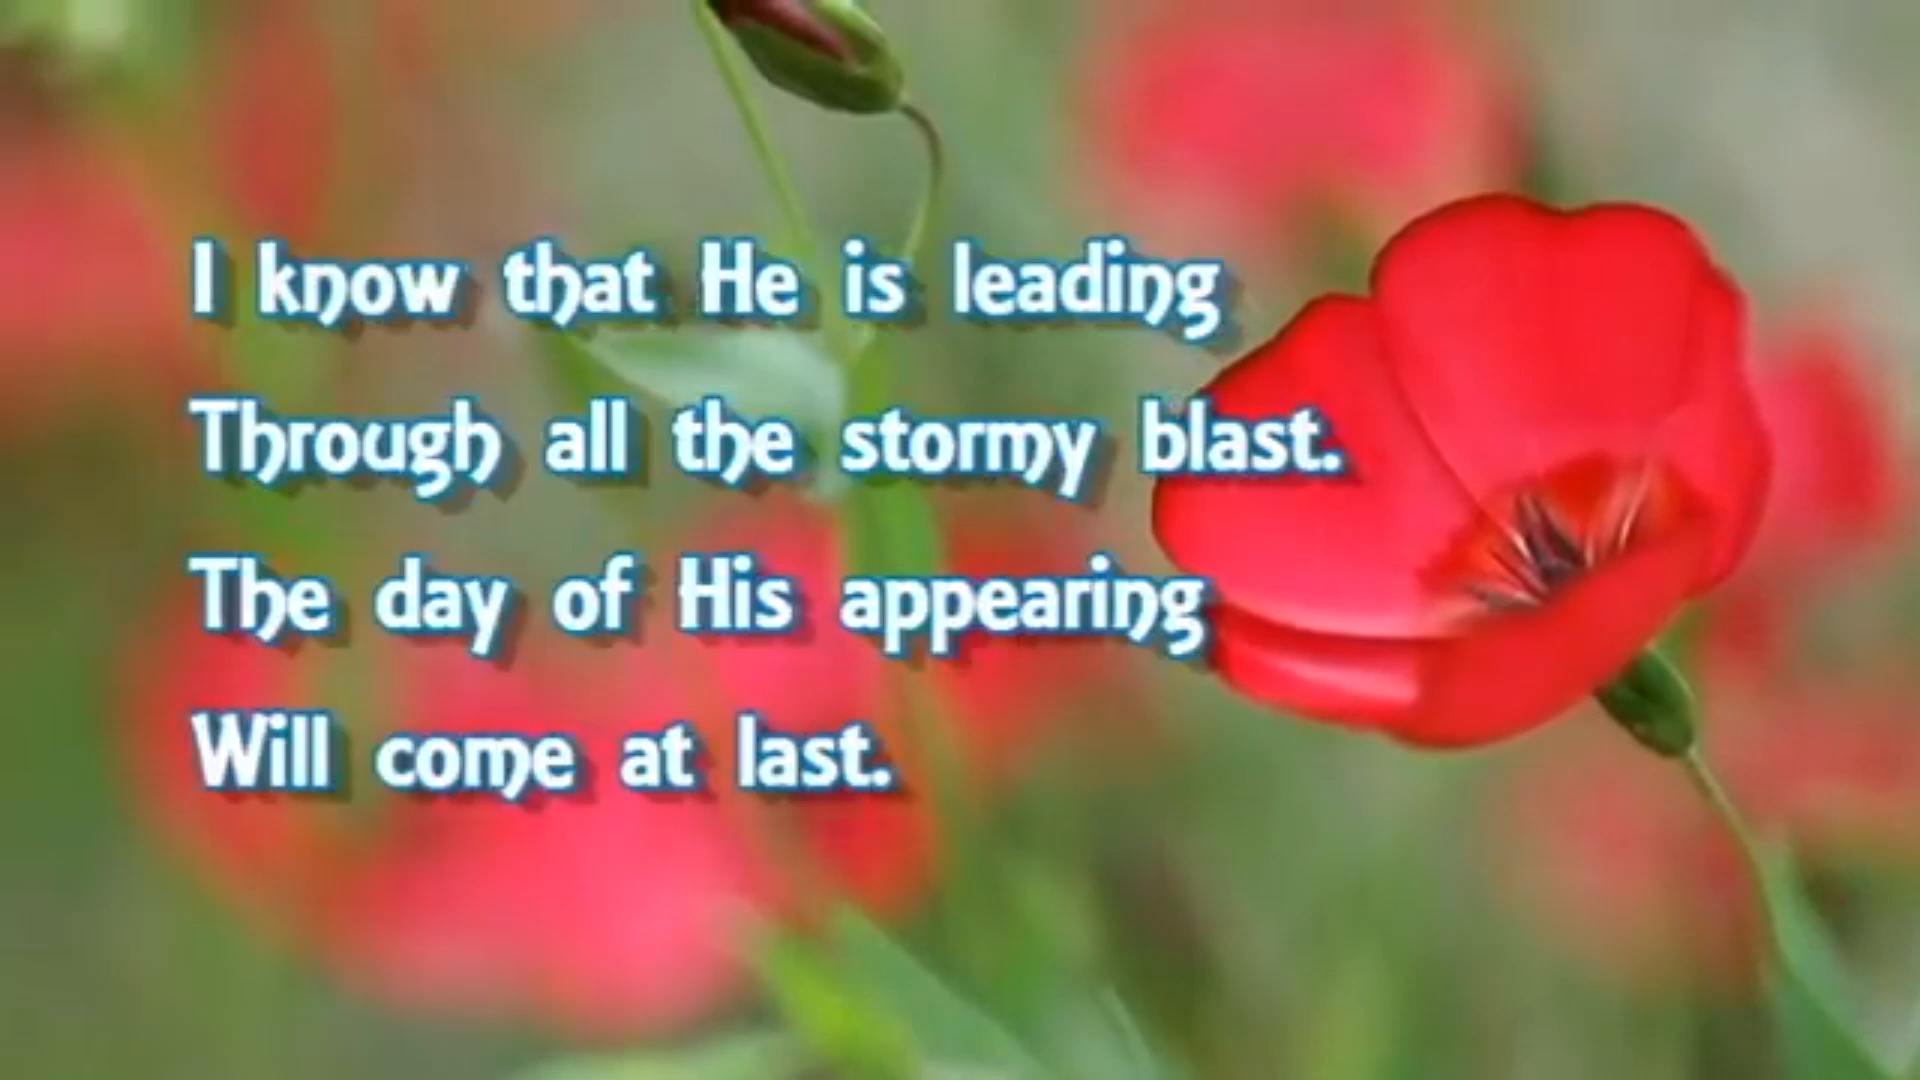 I know that He is leading
Through all the stormy blast.
The day of His appearing
Will come at last.